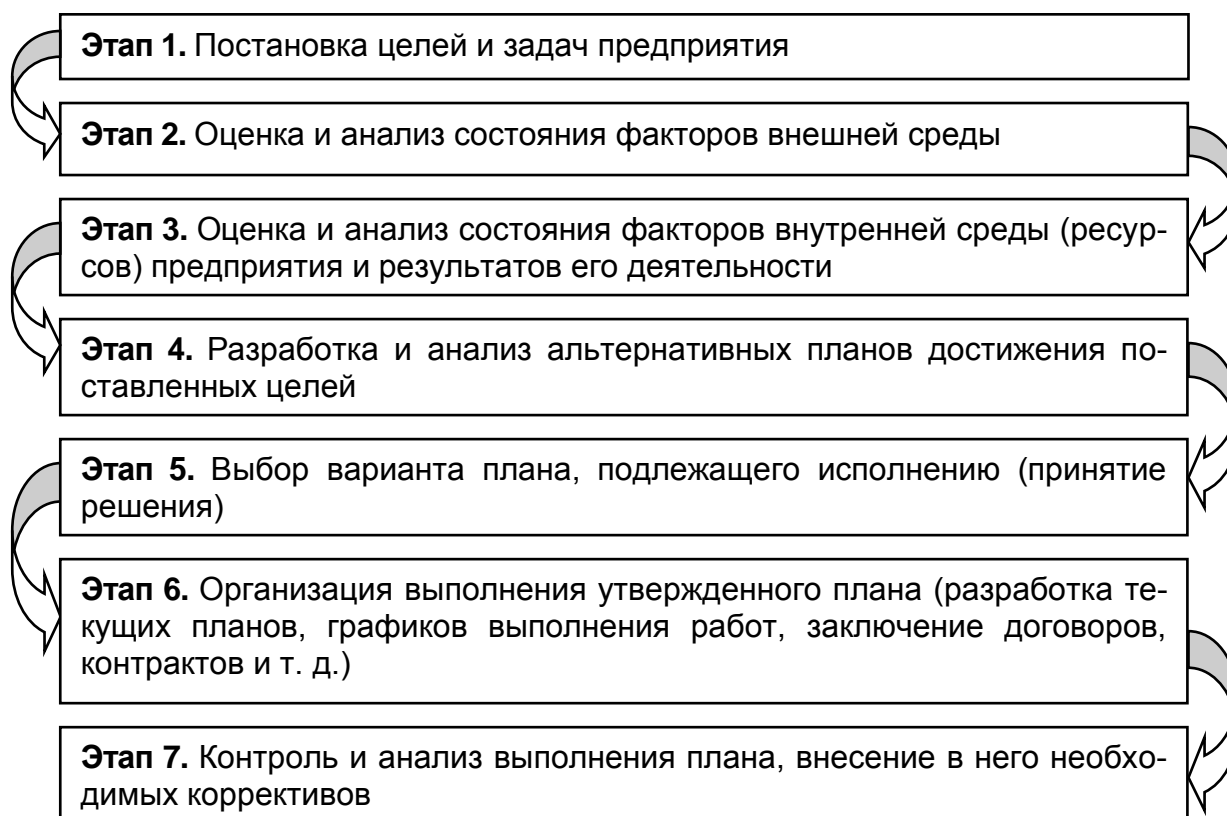 Этап 1. Постановка целей и задач предприятия
Этап 2. Оценка и анализ состояния факторов внешней среды
Этап 3. Оценка и анализ состояния факторов внутренней среды (ресур-
сов) предприятия и результатов его деятельности
Этап 4. Разработка и анализ альтернативных планов достижения по-
ставленных целей
Этап 5. Выбор варианта плана, подлежащего исполнению (принятие
решения)
Этап 6. Организация выполнения утвержденного плана (разработка те-
кущих планов, графиков выполнения работ, заключение договоров,
контрактов и т. д.)
Этап 7. Контроль и анализ выполнения плана, внесение в него необхо-
димых коррективов